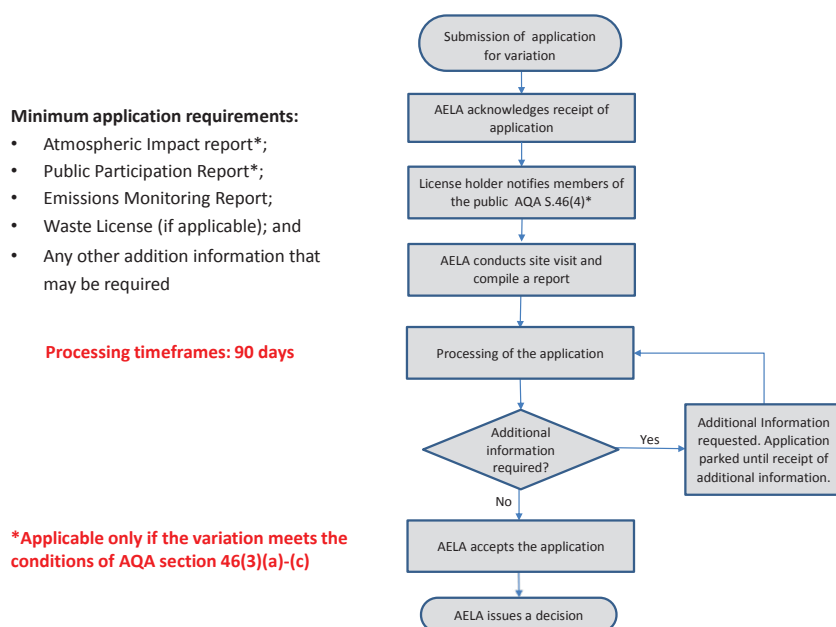 Submission of application
for variation
Minimum application requirements:
• Atmospheric Impact report*;
• Public Participation Report*;
• Emissions Monitoring Report;
• Waste License (if applicable); and
• Any other addition information that
may be required
AELA acknowledges receipt of
application
License holder notifies members of
the public AQA S.46(4)*
AELA conducts site visit and
compile a report
Processing timeframes: 90 days
Processing of the application
Additional
information
required?
Yes
Additional Information
requested. Application
parked until receipt of
additional information.
No
*Applicable only if the variation meets the
conditions of AQA section 46(3)(a)-(c)
AELA accepts the application
AELA issues a decision